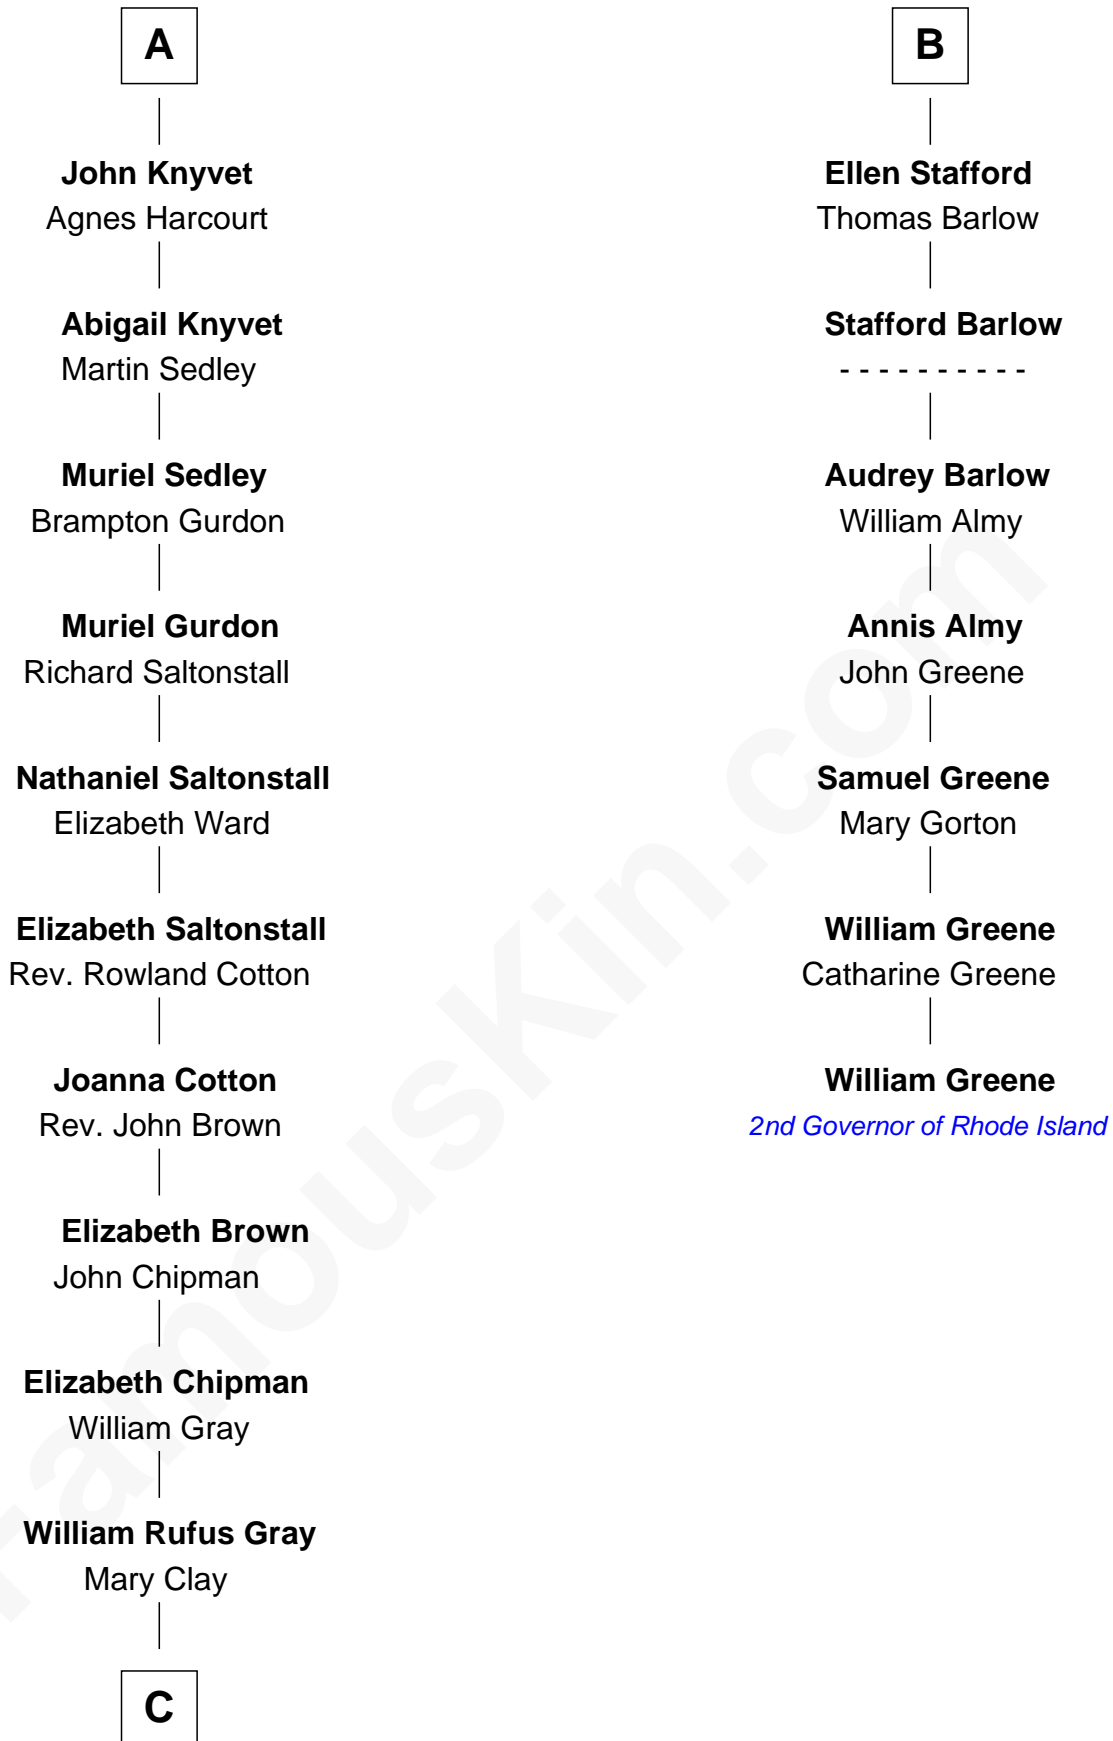 A
John Knyvet
Agnes Harcourt
Abigail Knyvet
Martin Sedley
Muriel Sedley
Brampton Gurdon
Muriel Gurdon
Richard Saltonstall
Nathaniel Saltonstall
Elizabeth Ward
Elizabeth Saltonstall
Rev. Rowland Cotton
Joanna Cotton
Rev. John Brown
Elizabeth Brown
John Chipman
Elizabeth Chipman
William Gray
William Rufus Gray
Mary Clay
C
B
Ellen Stafford
Thomas Barlow
Stafford Barlow
- - - - - - - - - -
Audrey Barlow
William Almy
Annis Almy
John Greene
Samuel Greene
Mary Gorton
William Greene
Catharine Greene
William Greene
2nd Governor of Rhode Island
FamousKin.com